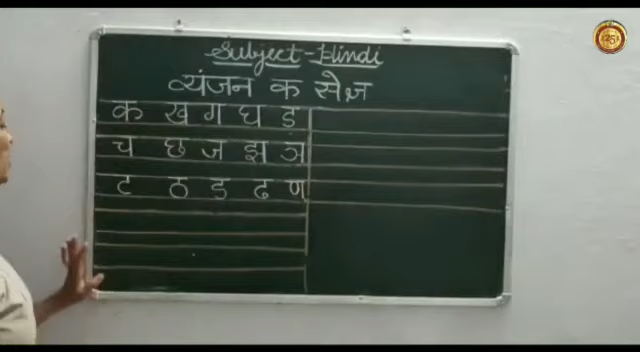 Subject-Hindi
व्यंजन क से ज्ञ
क ख ग घ ङ
च छ ज झ ञ
ट ठ ड ढ ण